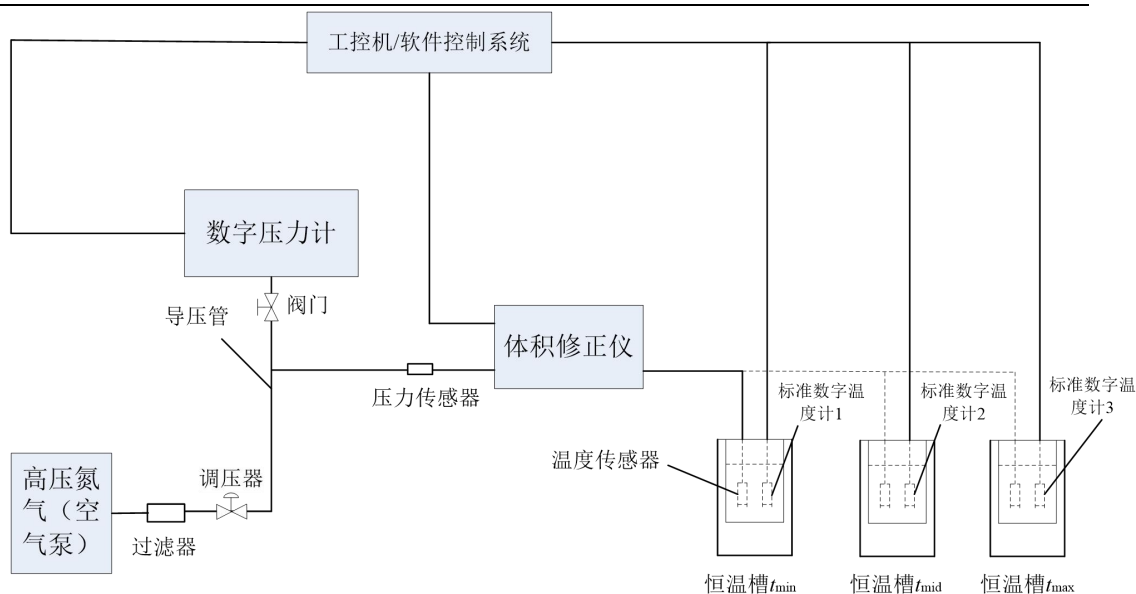 工控机/软件控制系统
数字压力计
阀门
导压管
体积修正仪
压力传感器
标准数字温
度计1
标准数字温
度计2
标准数字温
度计3
温度传感器
高压氮
气（空
气泵）
调压器
过滤器
恒温槽tmin
恒温槽tmid
恒温槽tmax